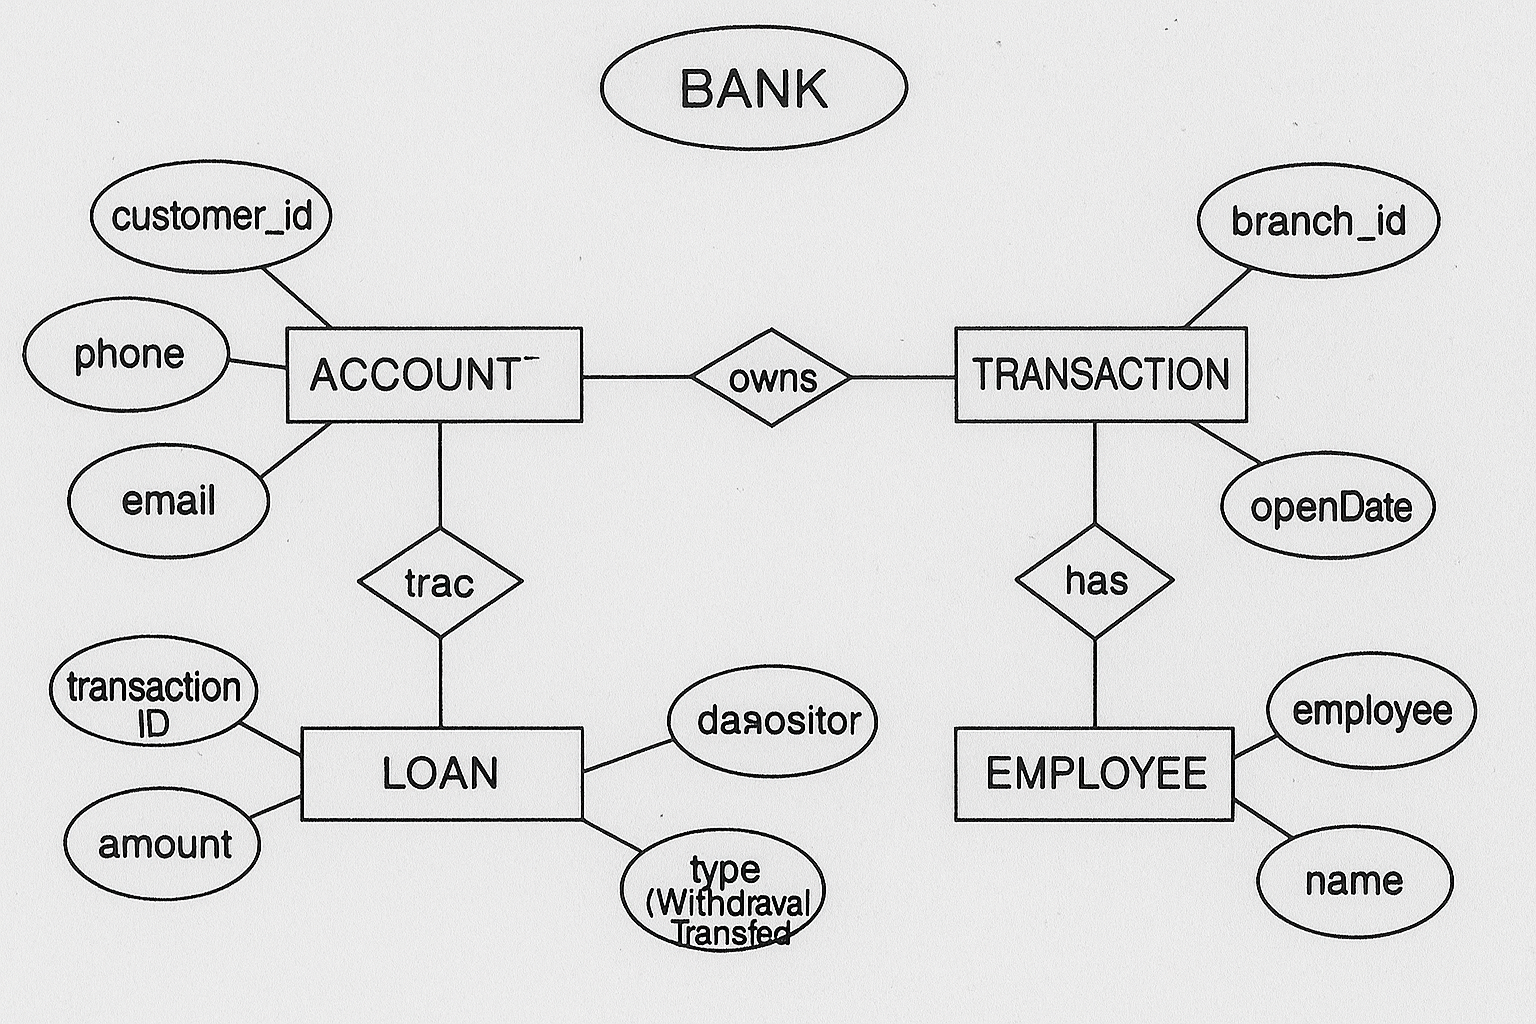 BANK
customer_id
branch_id
phone
ACCOUNT
owns
TRANSACTION
email
openDate
trac
has
transaction
ID
employee
LOAN
EMPLOYEE
amount
type
(Withdraval
Transfed
name